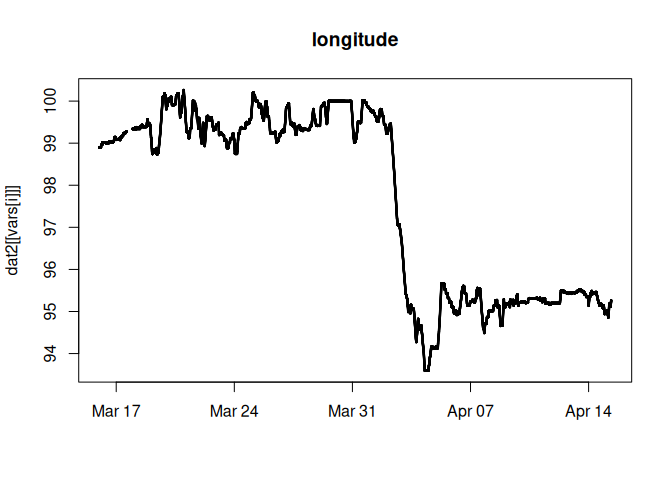 longitude
dat2[[vars[i]]]
100
99
98
97
96
95
94
Mar 17
Mar 24
Mar 31
Apr 07
Apr 14